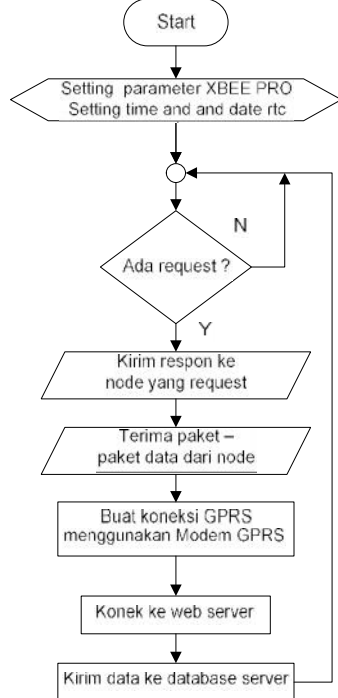 Start
Setting parameter XBEE PRO
Setting time and and date rtc
N
Ada request ?
Y
Kirim respon ke
node yang request
Terima paket –
paket data dari node
Buat koneksi GPRS
menggunakan Modem GPRS
Konek ke web server
Kirim data ke database server